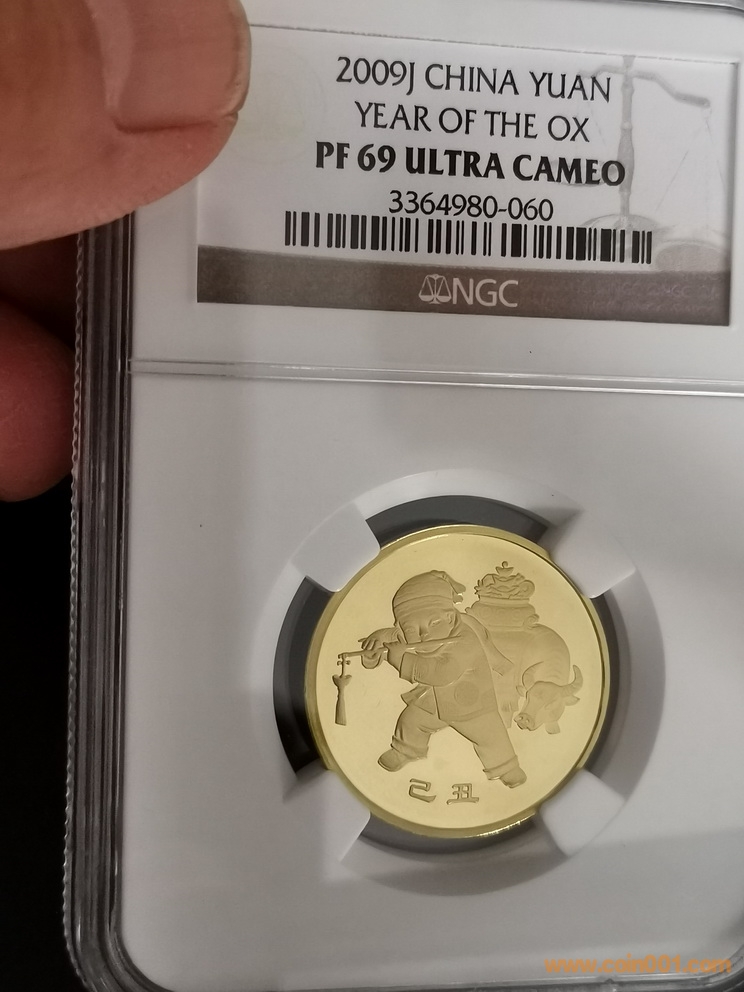 2009J CHINA YUAN
YEAR OF THE OX
PF 69 ULTRA CAMEO
3364980-060
NGC
NGC
己丑
www.coin001.com